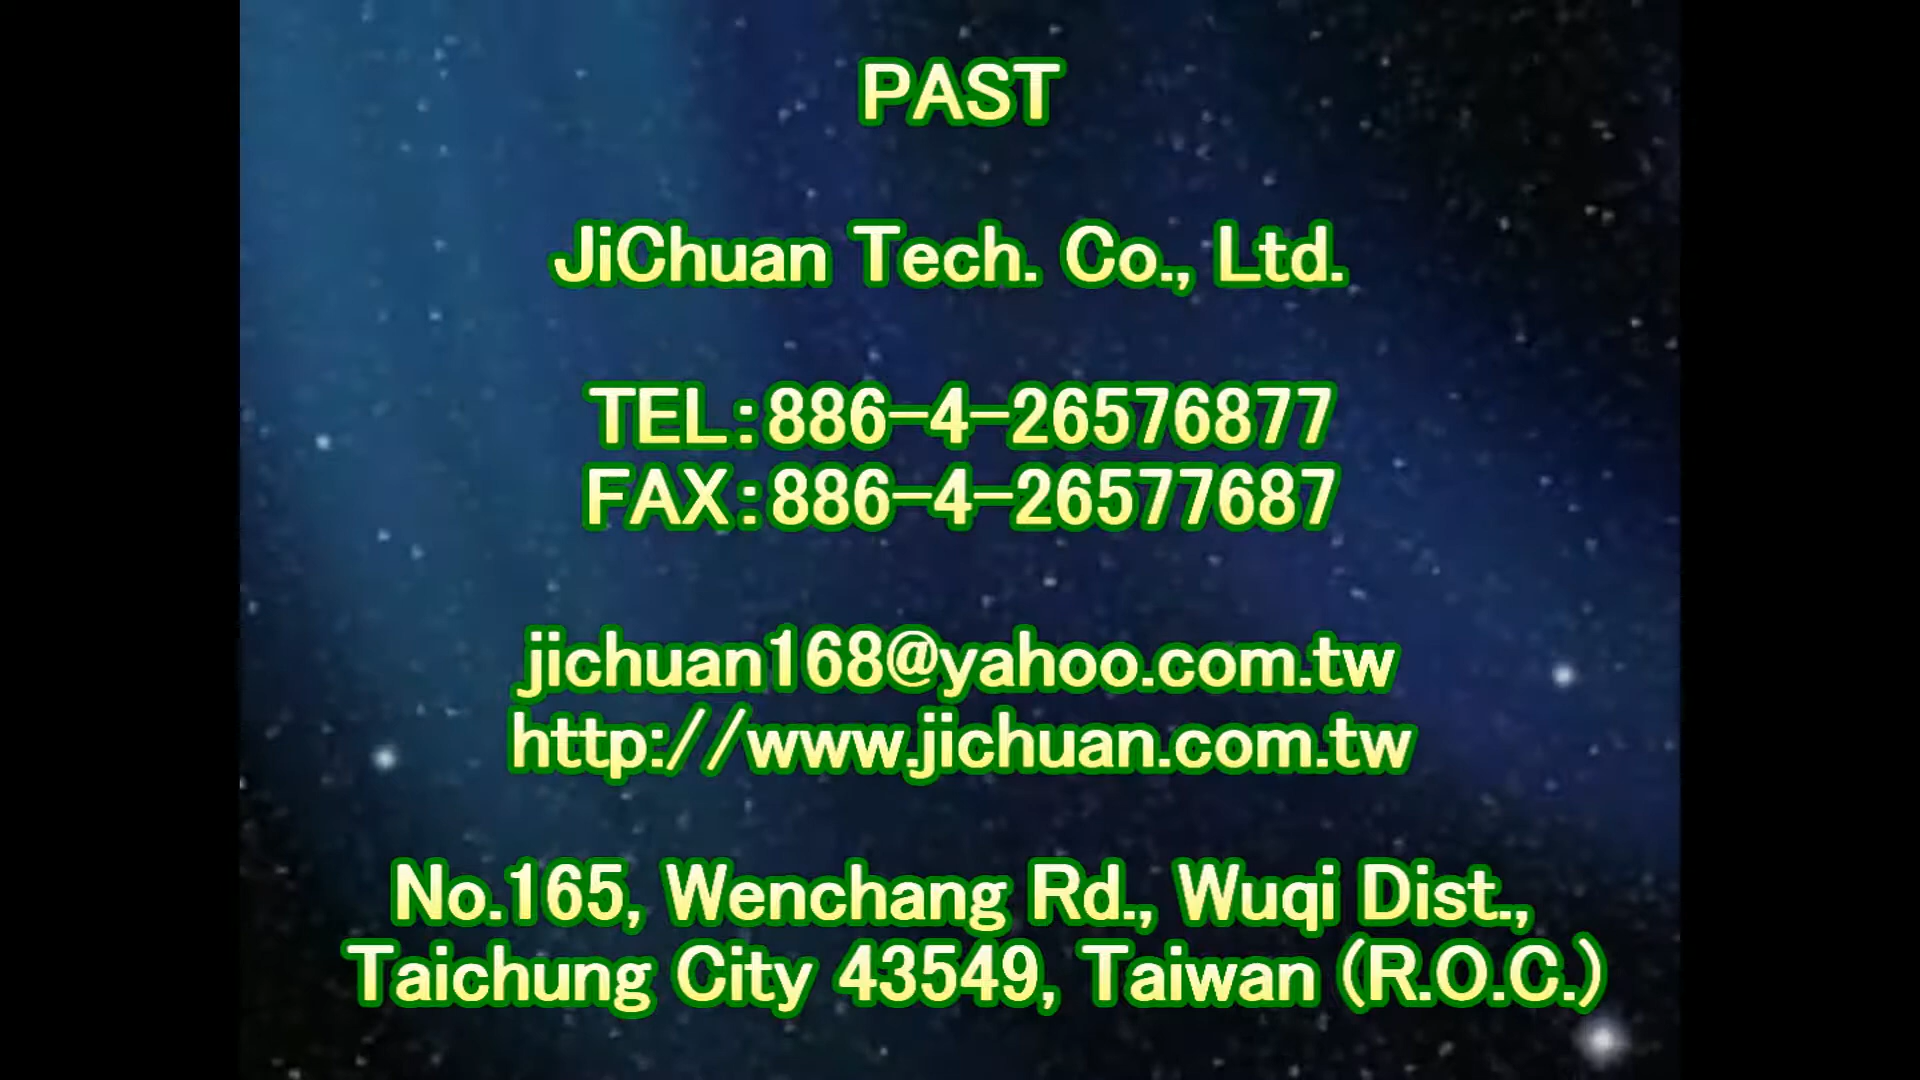 PAST
JiChuan Tech. Co., Ltd.
TEL:886-4-26576877
FAX:886-4-26577687
jichuan168@yahoo.com.tw
http://www.jichuan.com.tw
No.165, Wenchang Rd., Wuqi Dist.,
Taichung City 43549, Taiwan (R.O.C.)